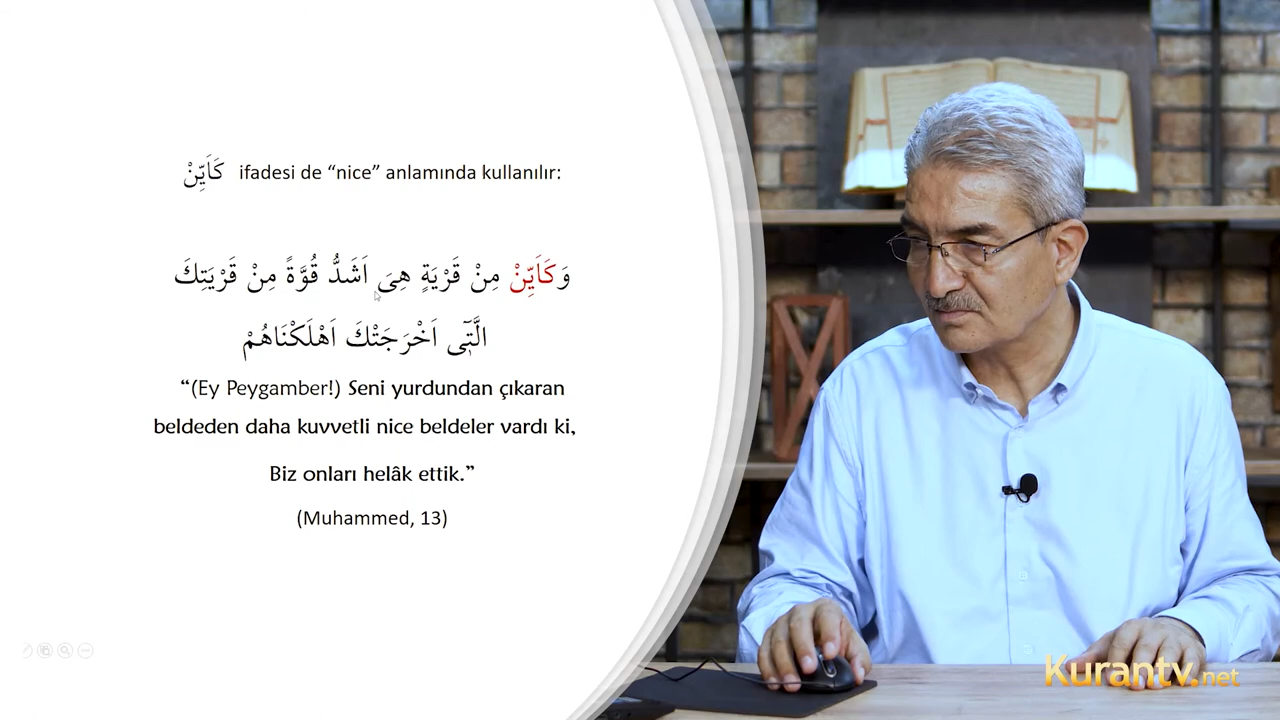 كَاَيِّنْ ifadesi de “nice” anlamında kullanılır:
وَكَاَيِّنْ مِنْ قَرْيَةٍ هِىَ اَشَدُّ قُوَّةً مِنْ قَرْيَتِكَ
الَّتٖٓى اَخْرَجَتْكَ اَهْلَكْنَاهُمْ
“(Ey Peygamber!) Seni yurdundan çıkaran
beldeden daha kuvvetli nice beldeler vardı ki,
Biz onları helâk ettik.”
(Muhammed, 13)
Kurantv.net